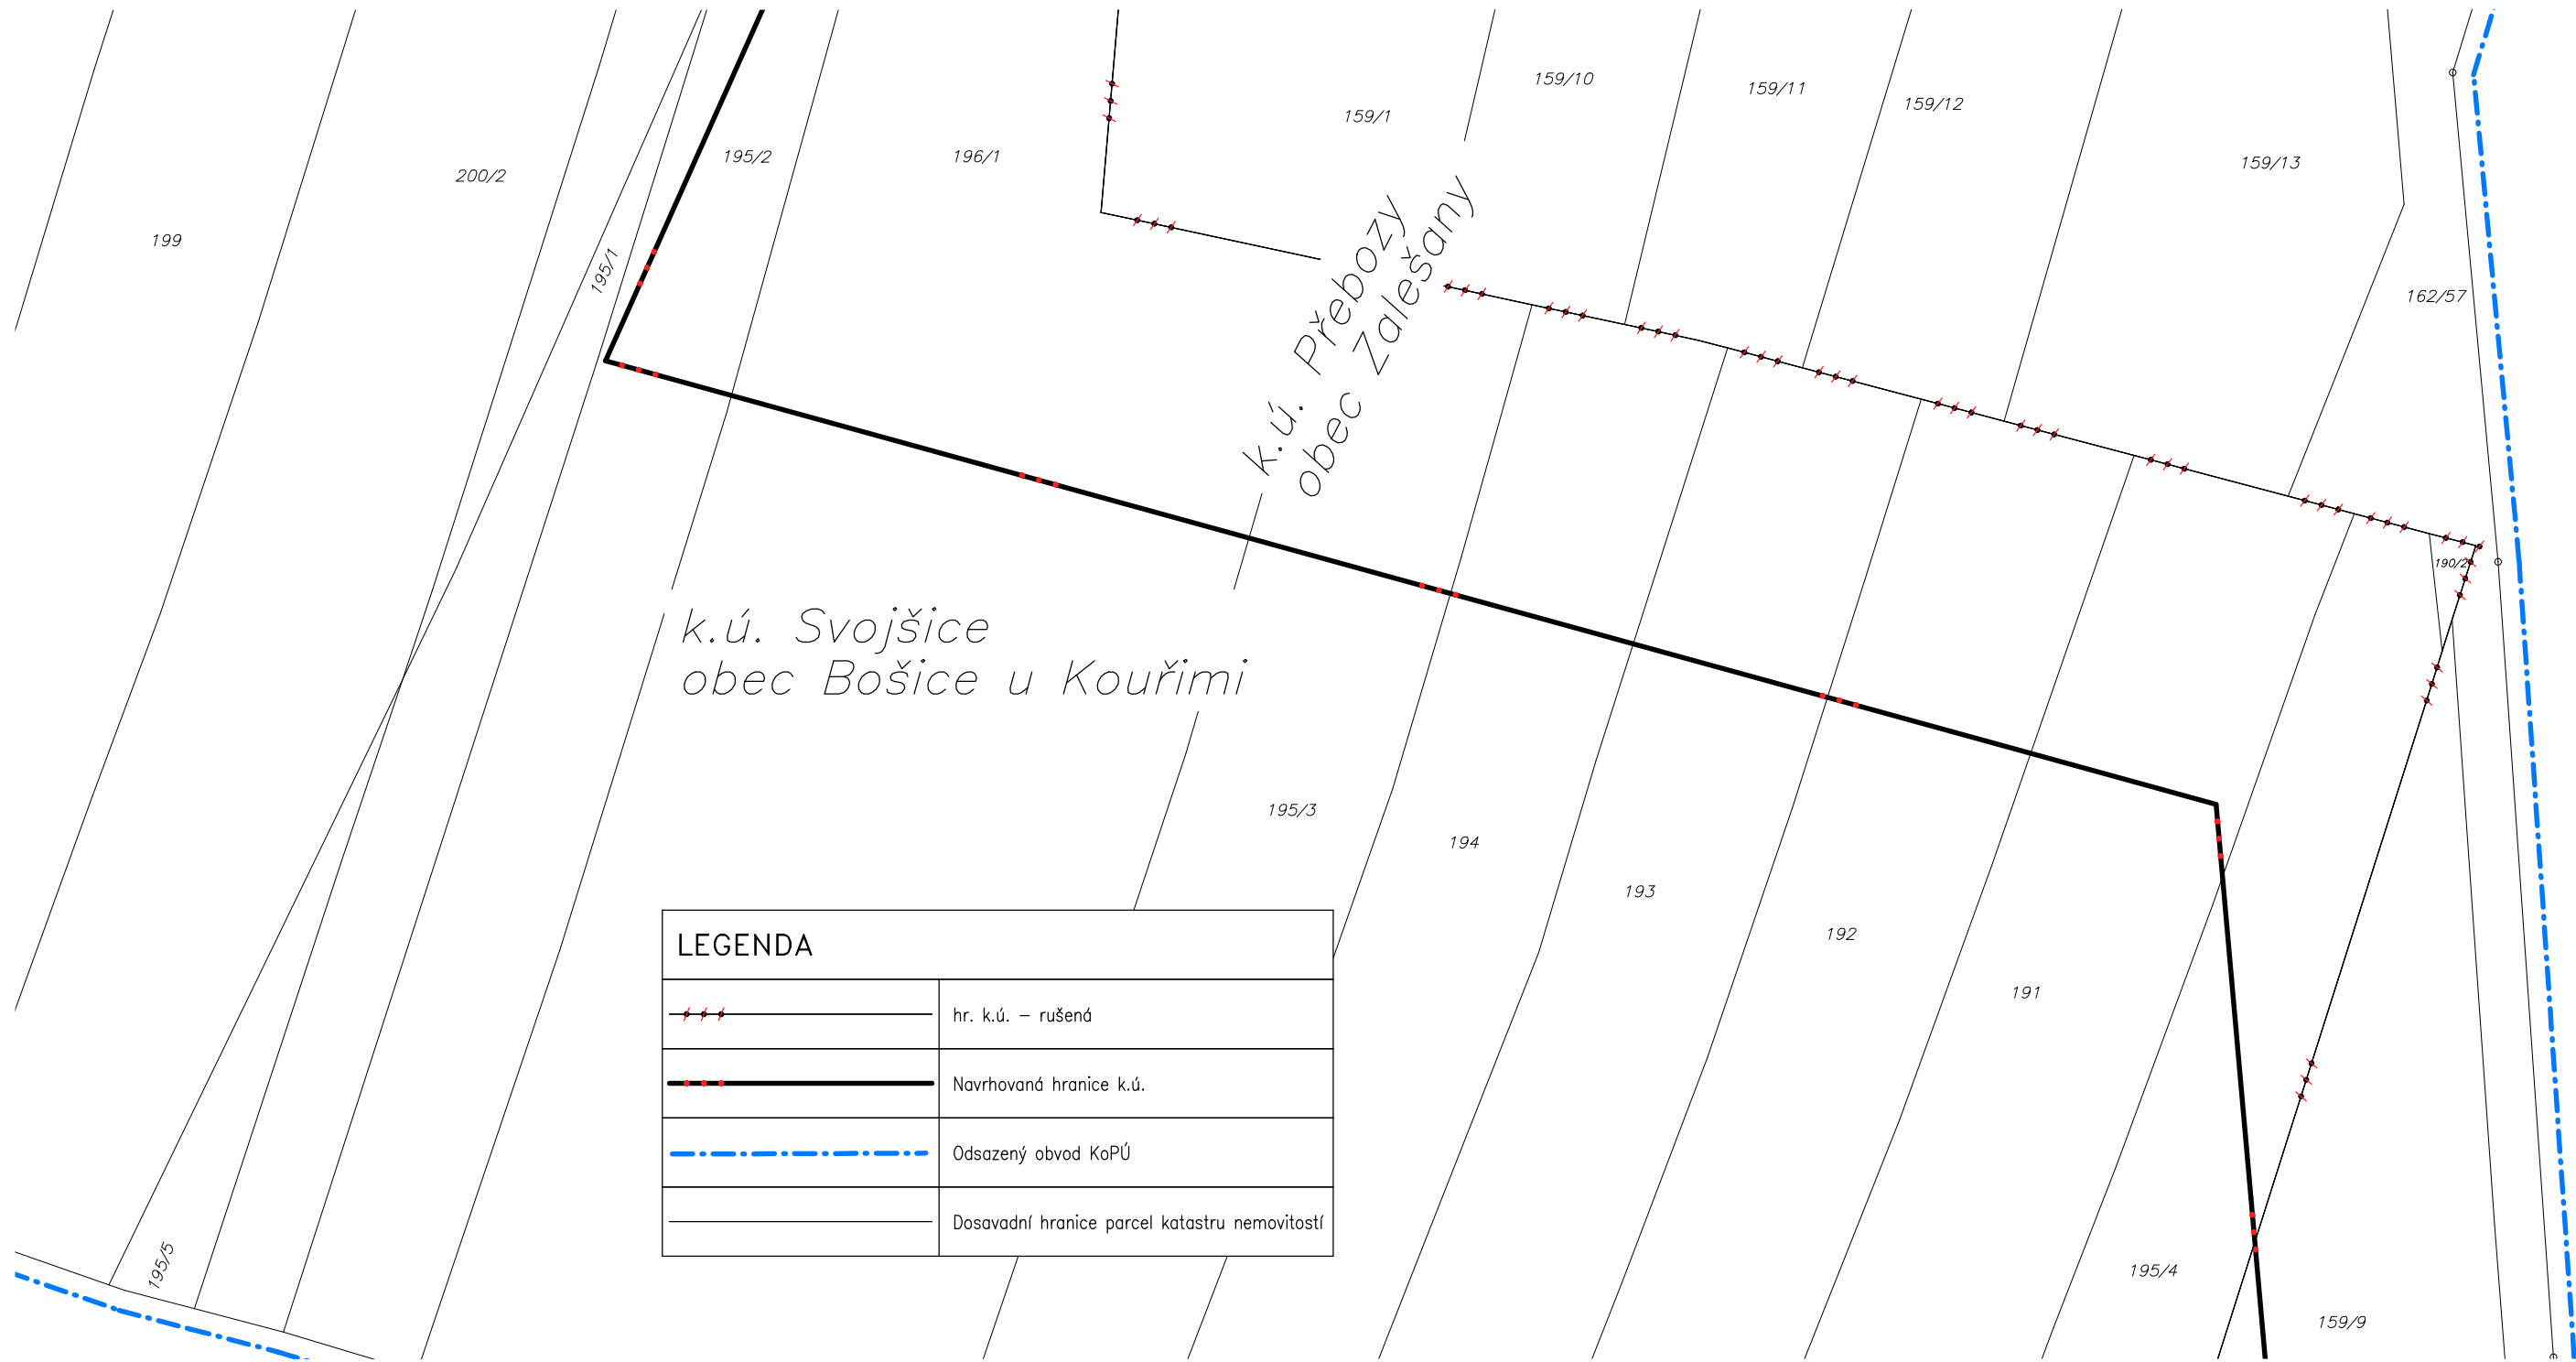 159/10
159/11
159/12
159/1
195/2
196/1
159/13
200/2
199
195/1
162/57
k.ú. Přebozy
obec Zalešany
190/2
k.ú. Svojšice
obec Bošice u Kouřimi
195/3
194
193
192
191
LEGENDA
hr. k.ú. – rušená
Navrhovaná hranice k.ú.
Odsazený obvod KoPÚ
Dosavadní hranice parcel katastru nemovitostí
195/5
195/4
159/9